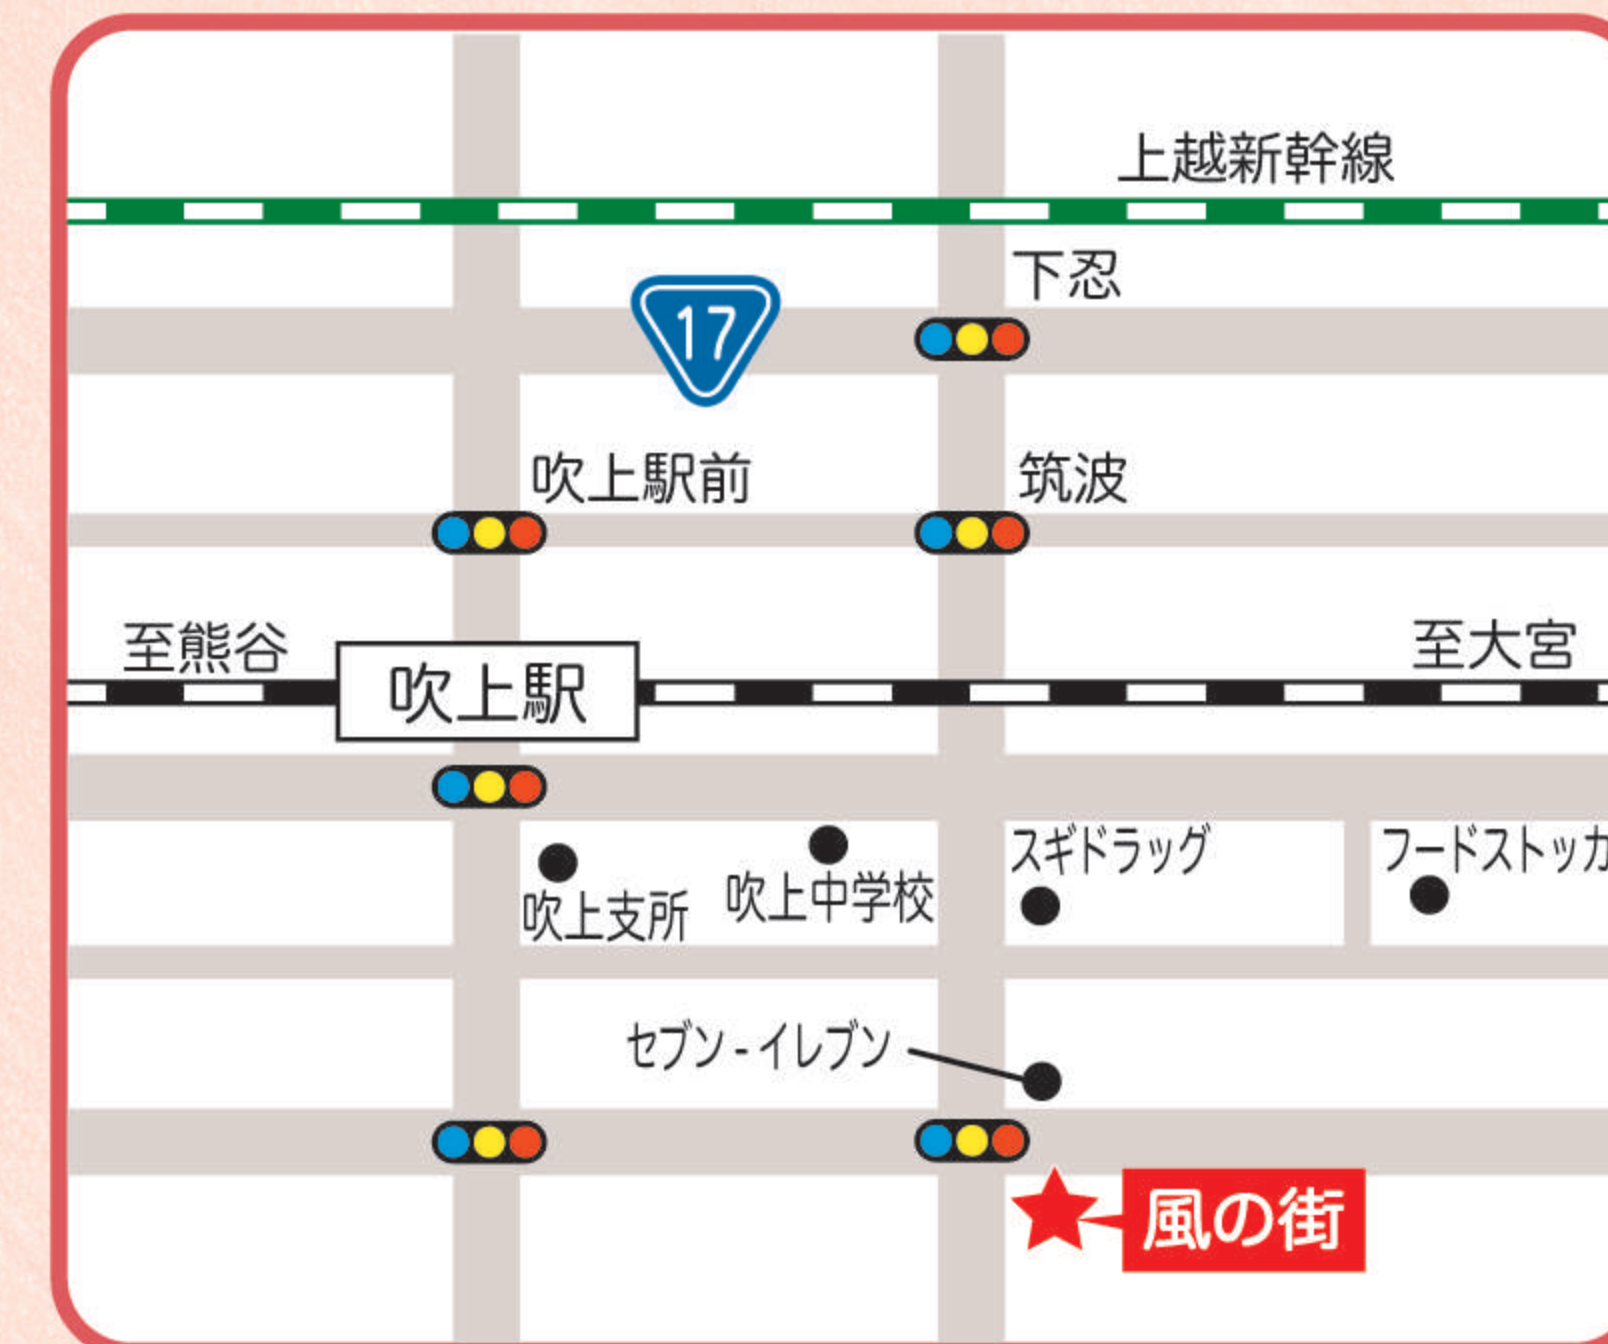 上越新幹線
下忍
17
吹上駅前
筑波
至熊谷
吹上駅
至大宮
スギドラッグ
フードストッカ
吹上支所
吹上中学校
セブン-イレブン
風の街